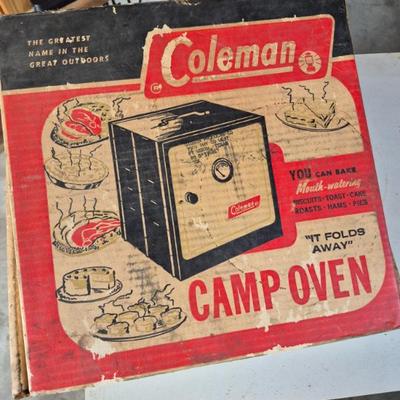 THE GREATEST
NAME IN THE
GREAT OUTDOORS
Coleman
Coleman
YOU CAN BAKE
Mouth-watering
BISCUITS·TOAST·CAKE
ROASTS·HAMS·PIES
"IT FOLDS
AWAY"
CAMP OVEN